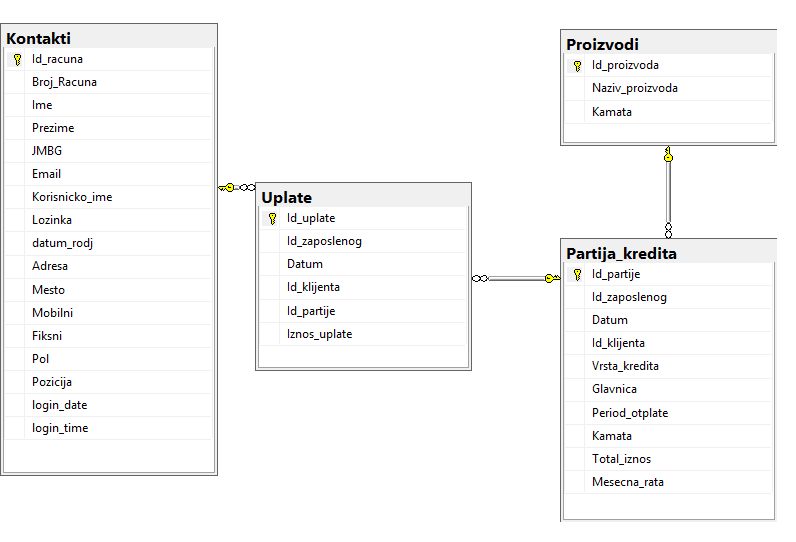 Kontakti
Id_racuna
Broj_Racuna
Ime
Prezime
JMBG
Email
Korisnicko_ime
Lozinka
datum_rodj
Adresa
Mesto
Mobilni
Fiksni
Pol
Pozicija
login_date
login_time
Uplate
Id_uplate
Id_zaposlenog
Datum
Id_klijenta
Id_partije
Iznos_uplate
Proizvodi
Id_proizvoda
Naziv_proizvoda
Kamata
Partija_kredita
Id_partije
Id_zaposlenog
Datum
Id_klijenta
Vrsta_kredita
Glavnica
Period_otplate
Kamata
Total_iznos
Mesecna_rata